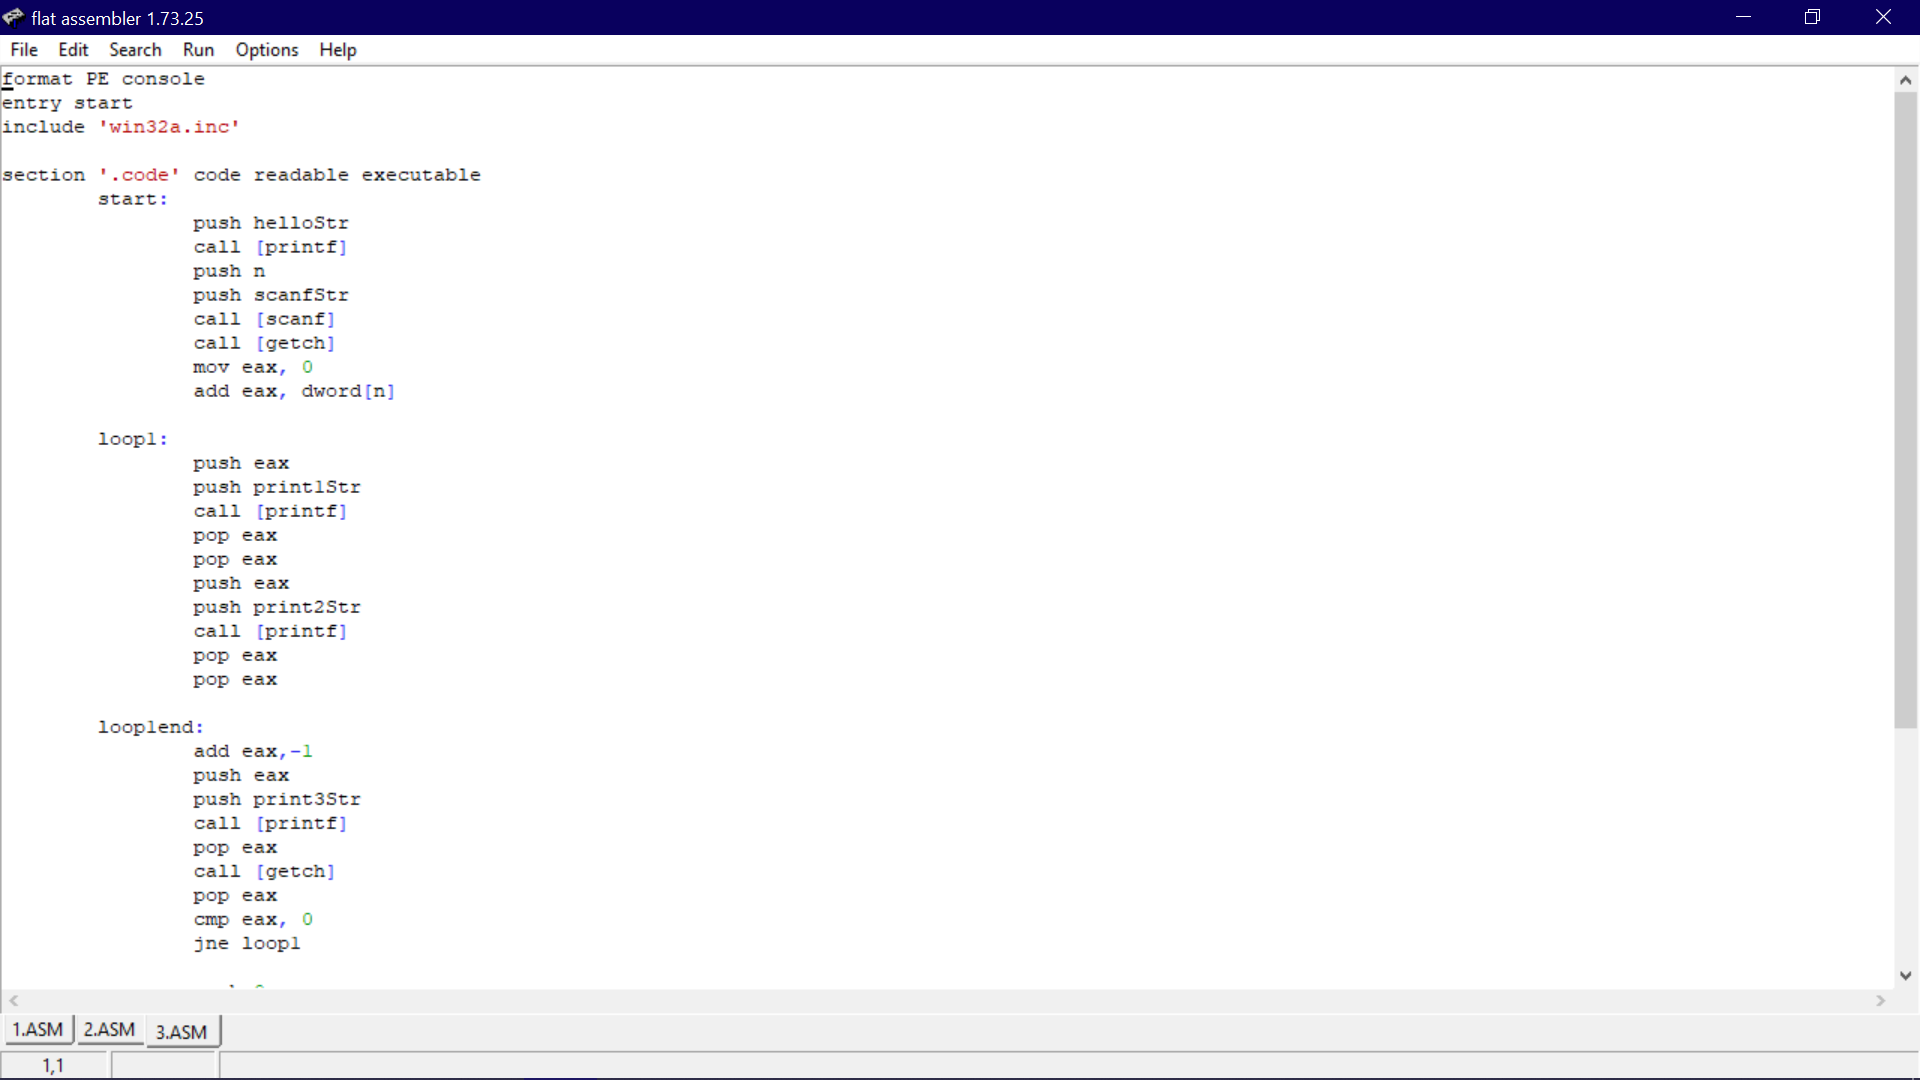 flat assembler 1.73.25
File Edit Search Run Options Help
format PE console
entry start
include 'win32a.inc'
section '.code' code readable executable
start:
push helloStr
call [printf]
push n
push scanfStr
call [scanf]
call [getch]
mov eax, 0
add eax, dword[n]
loop1:
push eax
push print1Str
call [printf]
pop eax
pop eax
push eax
push print2Str
call [printf]
pop eax
pop eax
loop1end:
add eax,-1
push eax
push print3Str
call [printf]
pop eax
call [getch]
pop eax
cmp eax, 0
jne loop1
1.ASM 2.ASM 3.ASM
1,1